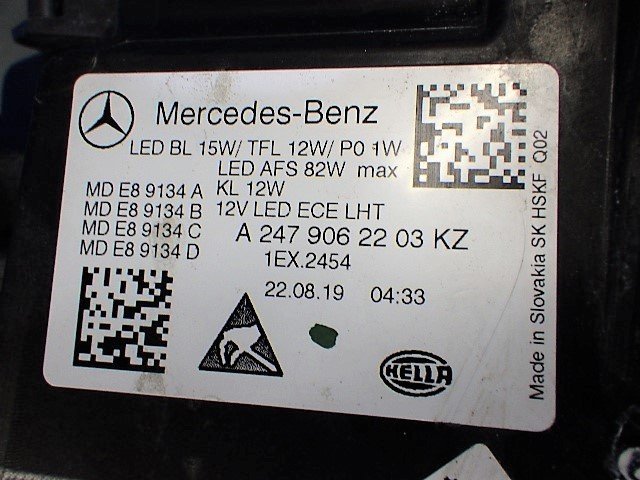 Mercedes-Benz
LED BL 15W/ TFL 12W/ PO 1W
LED AFS 82W max
MD E8 9134 A KL 12W
MD E8 9134 B 12V LED ECE LHT
MD E8 9134 C A 247 906 22 03 KZ
MD E8 9134 D 1EX.2454
22.08.19 04:33
HELLA
Made in Slovakia SK HSKF Q02